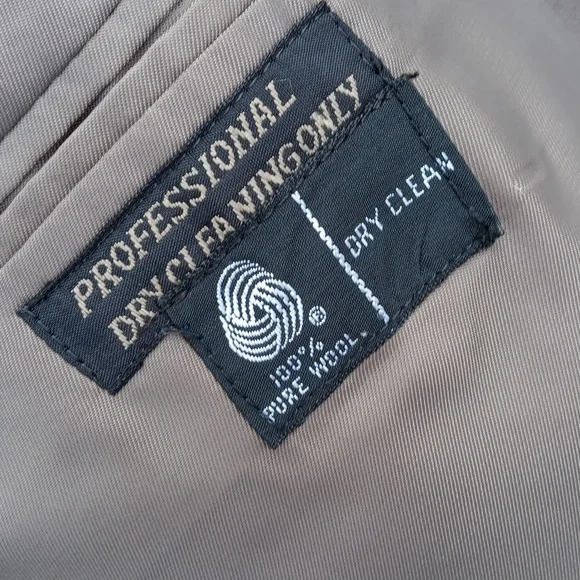 PROFESSIONAL
DRY CLEANING ONLY
®
100%
PURE WOOL.
DRY CLEAN